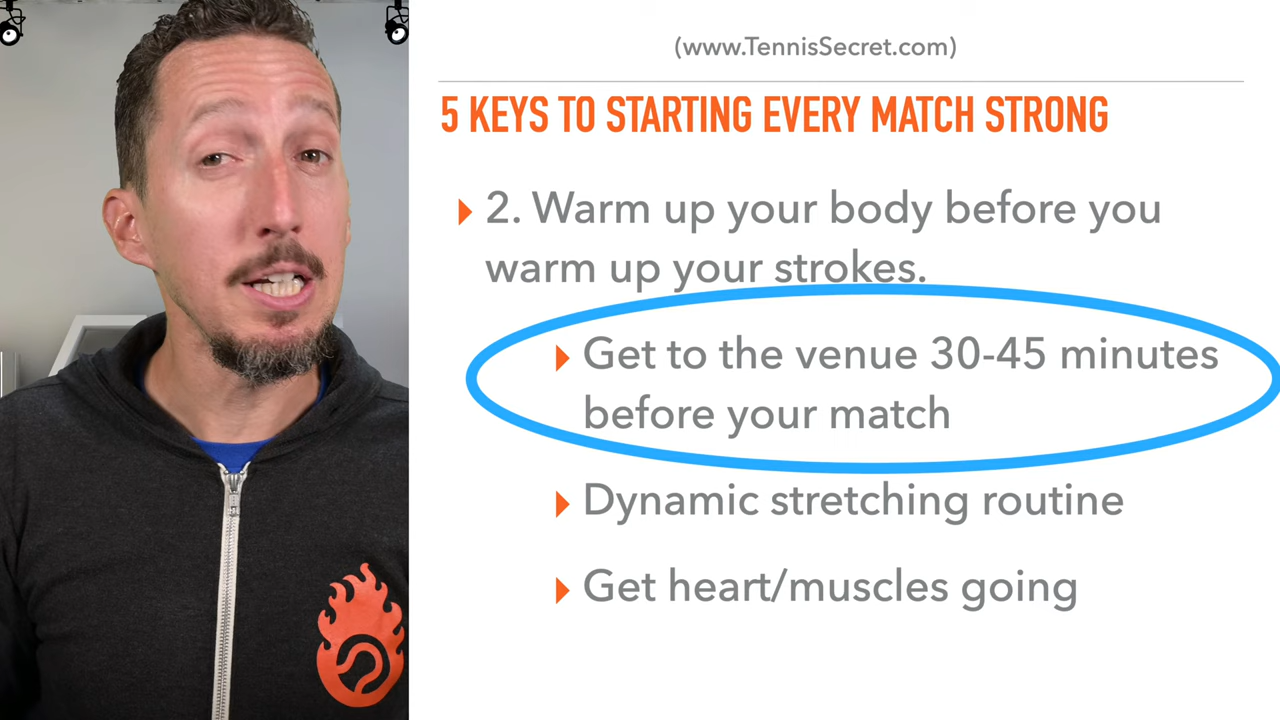 (www.TennisSecret.com)
5 KEYS TO STARTING EVERY MATCH STRONG
2. Warm up your body before you
warm up your strokes.
Get to the venue 30-45 minutes
before your match
Dynamic stretching routine
Get heart/muscles going